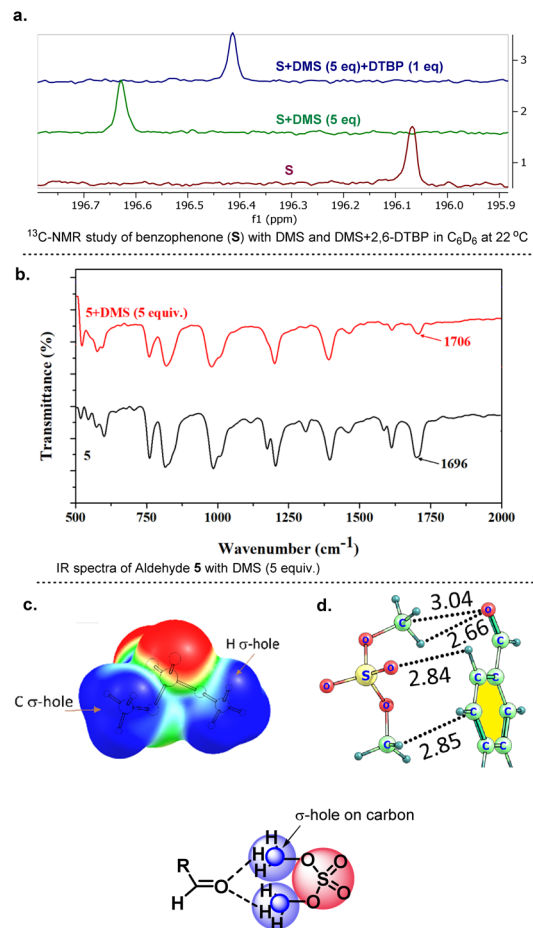 a.
S+DMS (5 eq)+DTBP (1 eq)
3
S+DMS (5 eq)
2
S
1
196.7 196.6 196.5 196.4 196.3 196.2 196.1 196.0 195.9
f1 (ppm)
¹³C-NMR study of benzophenone (S) with DMS and DMS+2,6-DTBP in C₆D₆ at 22 °C
b.
5+DMS (5 equiv.)
1706
Transmittance (%)
5
1696
500 750 1000 1250 1500 1750 2000
Wavenumber (cm⁻¹)
IR spectra of Aldehyde 5 with DMS (5 equiv.)
c.
d.
H σ-hole
C σ-hole
3.04
2.66
2.84
2.85
C O C O S O O O C C C C C C C
σ-hole on carbon
R
H O
H H H O O
S
H H H O O